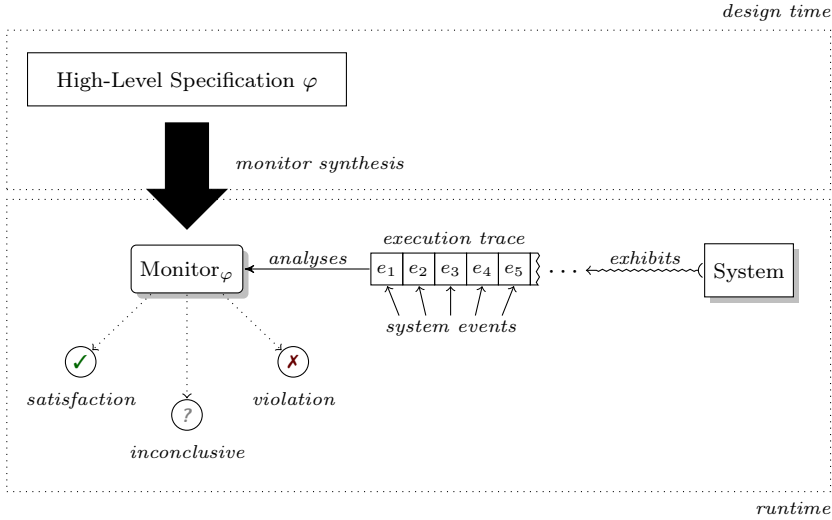 design time
High-Level Specification φ
monitor synthesis
execution trace
Monitorφ
analyses
e1 e2 e3 e4 e5
...
exhibits
System
system events
✓
✗
satisfaction
violation
?
inconclusive
runtime